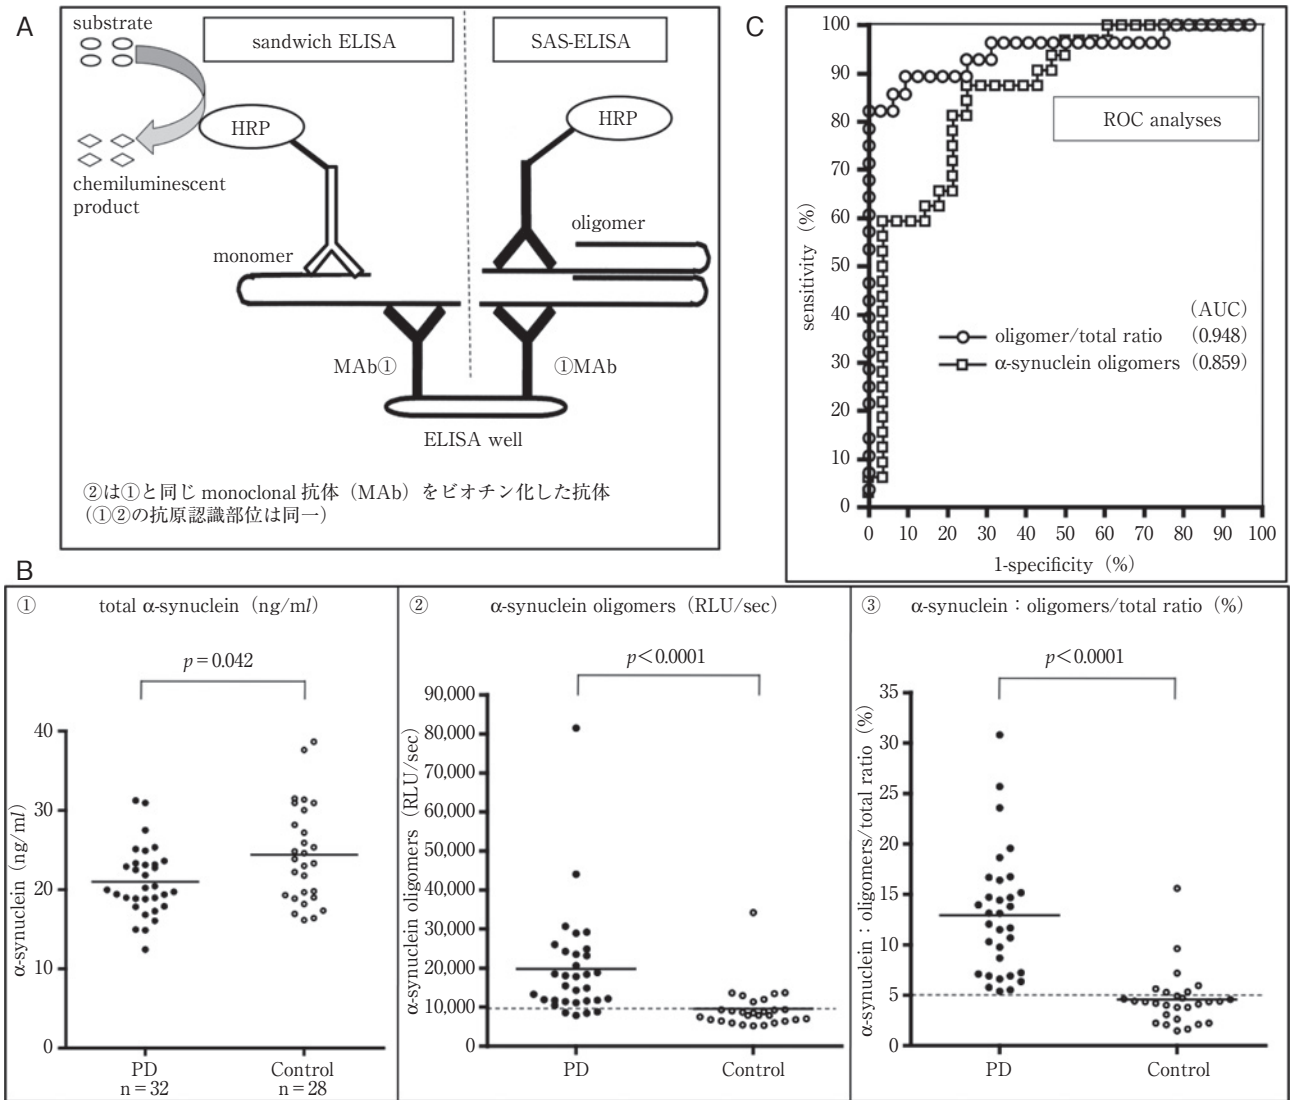 A
substrate
sandwich ELISA
SAS-ELISA
HRP
HRP
chemiluminescent
product
oligomer
monomer
MAb①
①MAb
ELISA well
②は①と同じ monoclonal 抗体（MAb）をビオチン化した抗体
（①②の抗原認識部位は同一）
C
ROC analyses
sensitivity（%）
100
90
80
70
60
50
40
30
20
10
0
(AUC)
oligomer/total ratio (0.948)
α-synuclein oligomers (0.859)
0 10 20 30 40 50 60 70 80 90 100
1-specificity（%）
B
① total α-synuclein（ng/ml）
p＝0.042
α-synuclein（ng/ml）
40
30
20
10
0
PD Control
n＝32 n＝28
② α-synuclein oligomers（RLU/sec）
p＜0.0001
α-synuclein oligomers（RLU/sec）
90,000
80,000
70,000
60,000
50,000
40,000
30,000
20,000
10,000
0
PD Control
③ α-synuclein：oligomers/total ratio（%）
p＜0.0001
α-synuclein：oligomers/total ratio（%）
35
30
25
20
15
10
5
0
PD Control